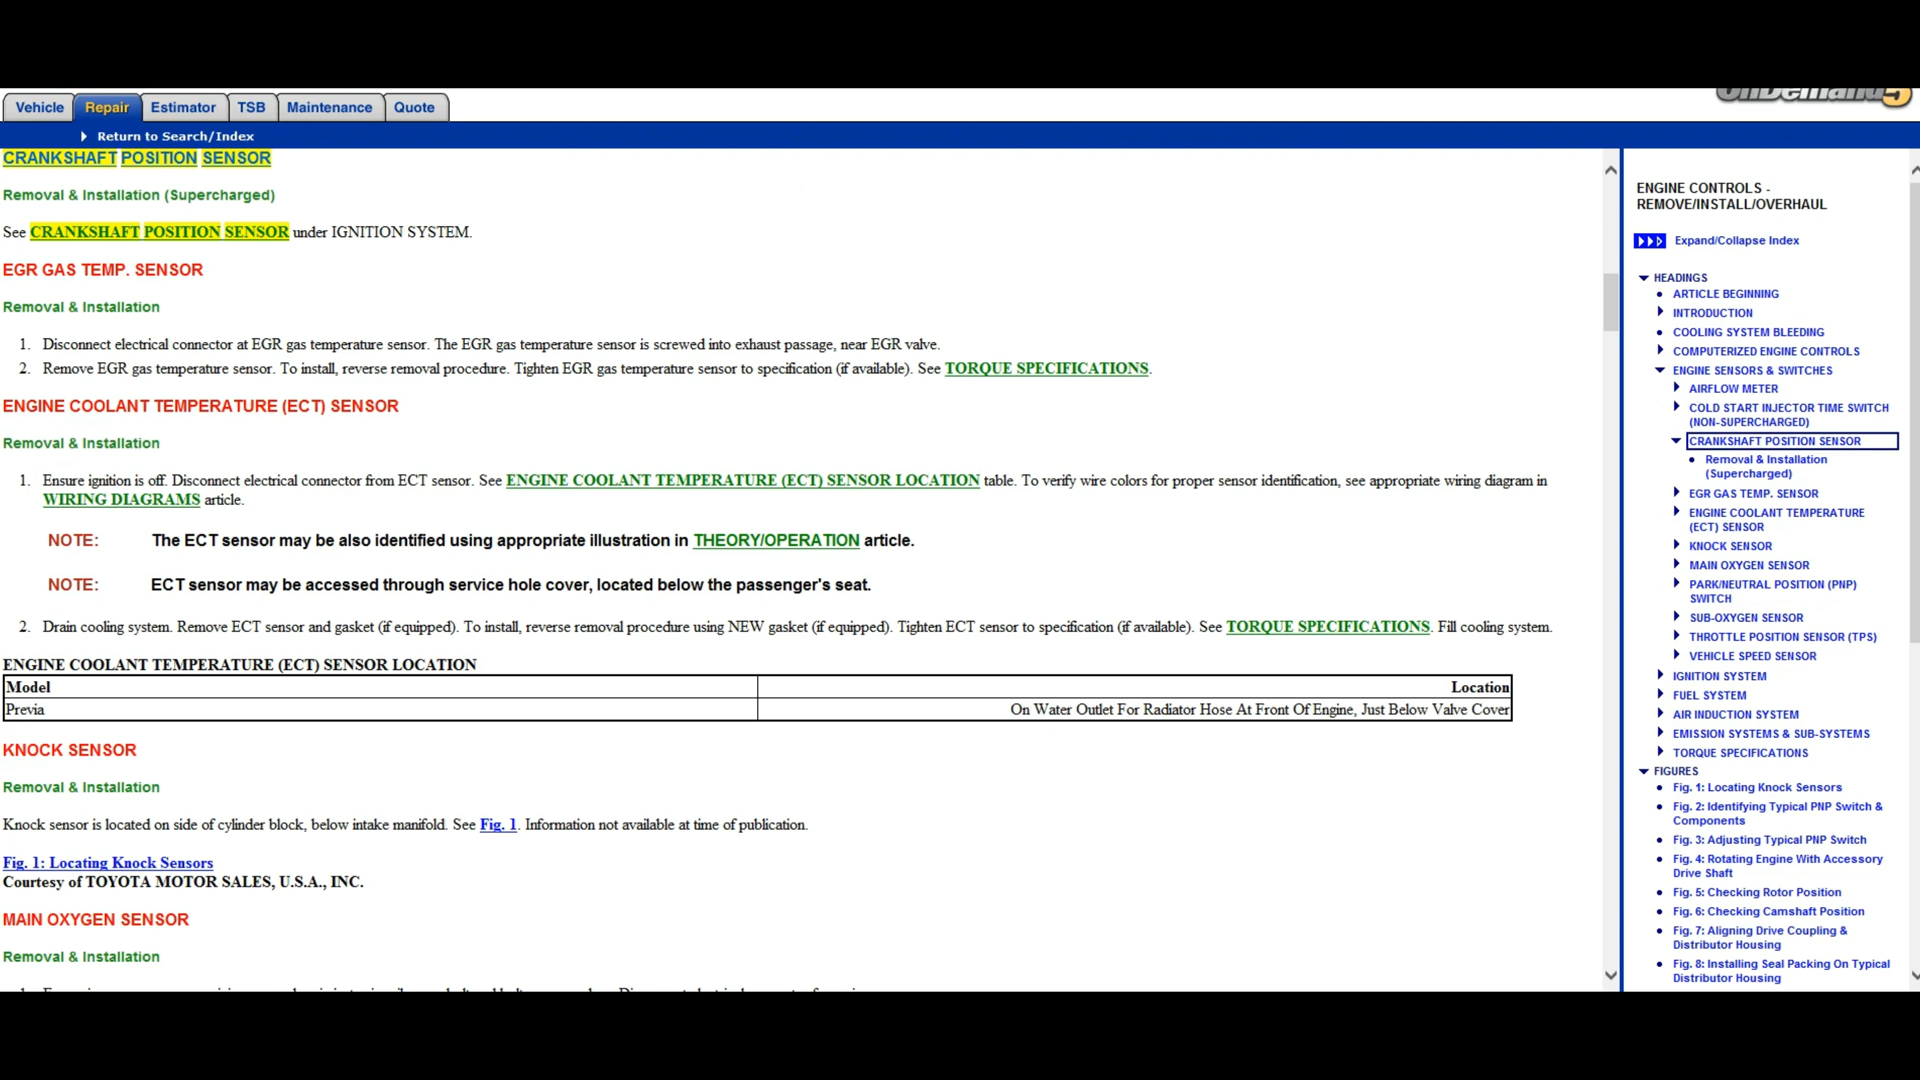 OnDemand5
Vehicle Repair Estimator TSB Maintenance Quote
Return to Search/Index
CRANKSHAFT POSITION SENSOR
Removal & Installation (Supercharged)
See CRANKSHAFT POSITION SENSOR under IGNITION SYSTEM.
EGR GAS TEMP. SENSOR
Removal & Installation
1. Disconnect electrical connector at EGR gas temperature sensor. The EGR gas temperature sensor is screwed into exhaust passage, near EGR valve.
2. Remove EGR gas temperature sensor. To install, reverse removal procedure. Tighten EGR gas temperature sensor to specification (if available). See TORQUE SPECIFICATIONS.
ENGINE COOLANT TEMPERATURE (ECT) SENSOR
Removal & Installation
1. Ensure ignition is off. Disconnect electrical connector from ECT sensor. See ENGINE COOLANT TEMPERATURE (ECT) SENSOR LOCATION table. To verify wire colors for proper sensor identification, see appropriate wiring diagram in
WIRING DIAGRAMS article.
NOTE: The ECT sensor may be also identified using appropriate illustration in THEORY/OPERATION article.
NOTE: ECT sensor may be accessed through service hole cover, located below the passenger's seat.
2. Drain cooling system. Remove ECT sensor and gasket (if equipped). To install, reverse removal procedure using NEW gasket (if equipped). Tighten ECT sensor to specification (if available). See TORQUE SPECIFICATIONS. Fill cooling system.
ENGINE COOLANT TEMPERATURE (ECT) SENSOR LOCATION
Model Location
Previa On Water Outlet For Radiator Hose At Front Of Engine, Just Below Valve Cover
KNOCK SENSOR
Removal & Installation
Knock sensor is located on side of cylinder block, below intake manifold. See Fig. 1. Information not available at time of publication.
Fig. 1: Locating Knock Sensors
Courtesy of TOYOTA MOTOR SALES, U.S.A., INC.
MAIN OXYGEN SENSOR
Removal & Installation
ENGINE CONTROLS -
REMOVE/INSTALL/OVERHAUL
Expand/Collapse Index
HEADINGS
ARTICLE BEGINNING
INTRODUCTION
COOLING SYSTEM BLEEDING
COMPUTERIZED ENGINE CONTROLS
ENGINE SENSORS & SWITCHES
AIRFLOW METER
COLD START INJECTOR TIME SWITCH
(NON-SUPERCHARGED)
CRANKSHAFT POSITION SENSOR
Removal & Installation
(Supercharged)
EGR GAS TEMP. SENSOR
ENGINE COOLANT TEMPERATURE
(ECT) SENSOR
KNOCK SENSOR
MAIN OXYGEN SENSOR
PARK/NEUTRAL POSITION (PNP)
SWITCH
SUB-OXYGEN SENSOR
THROTTLE POSITION SENSOR (TPS)
VEHICLE SPEED SENSOR
IGNITION SYSTEM
FUEL SYSTEM
AIR INDUCTION SYSTEM
EMISSION SYSTEMS & SUB-SYSTEMS
TORQUE SPECIFICATIONS
FIGURES
Fig. 1: Locating Knock Sensors
Fig. 2: Identifying Typical PNP Switch &
Components
Fig. 3: Adjusting Typical PNP Switch
Fig. 4: Rotating Engine With Accessory
Drive Shaft
Fig. 5: Checking Rotor Position
Fig. 6: Checking Camshaft Position
Fig. 7: Aligning Drive Coupling &
Distributor Housing
Fig. 8: Installing Seal Packing On Typical
Distributor Housing